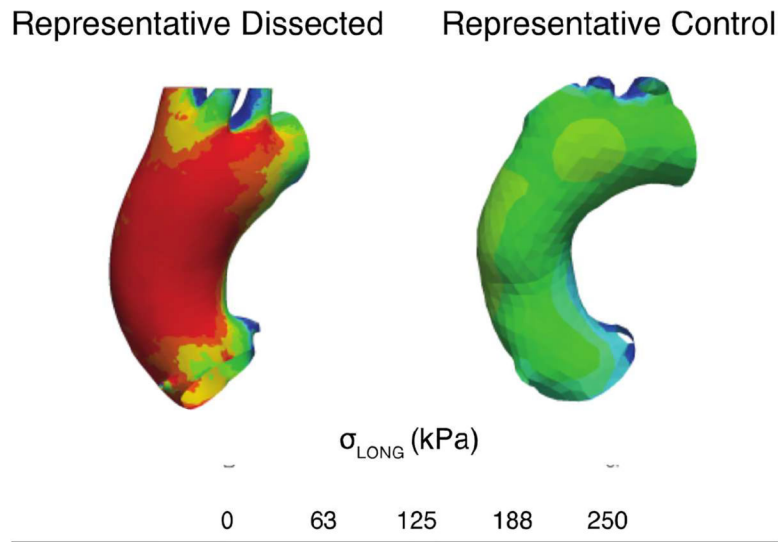 Representative Dissected Representative Control
σLONG (kPa)
0 63 125 188 250